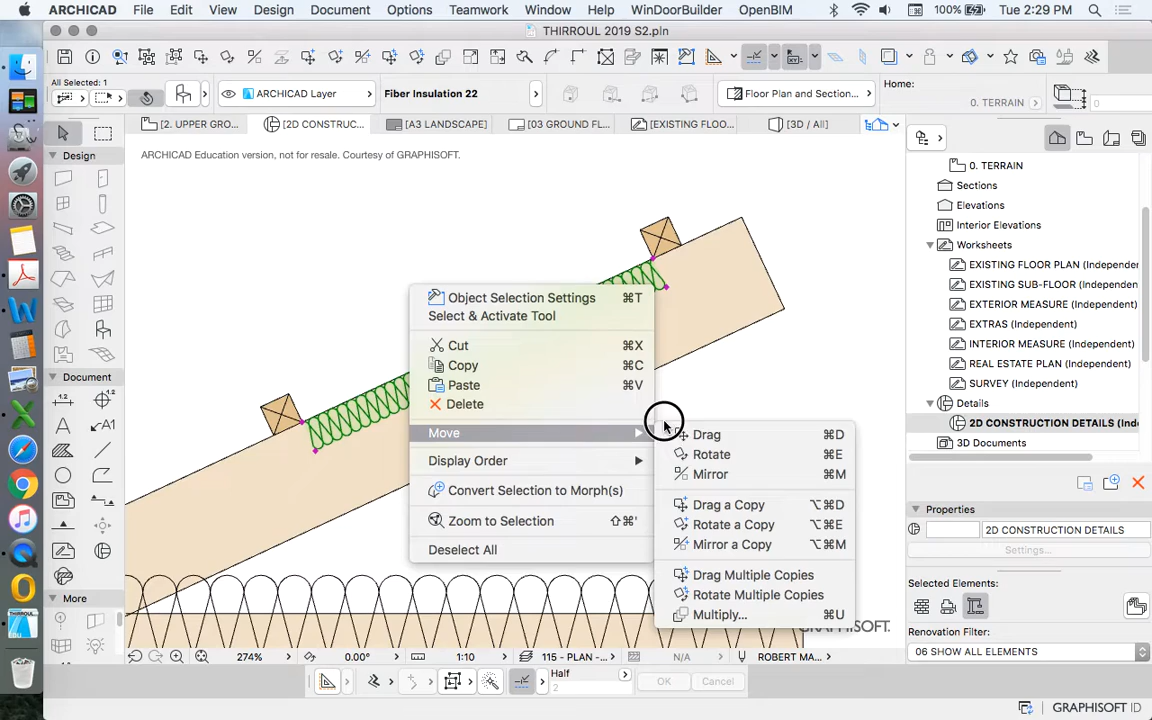 ARCHICAD File Edit View Design Document Options Teamwork Window Help WinDoorBuilder OpenBIM 100% Tue 2:29 PM
THIRROUL 2019 S2.pln
All Selected: 1
ARCHICAD Layer
Fiber Insulation 22
Floor Plan and Section...
Home:
0. TERRAIN
0
[2. UPPER GRO...
[2D CONSTRUC...
[A3 LANDSCAPE]
[03 GROUND FL...
[EXISTING FLOO...
[3D / All]
Design
ARCHICAD Education version, not for resale. Courtesy of GRAPHISOFT.
0. TERRAIN
Sections
Elevations
Interior Elevations
Worksheets
EXISTING FLOOR PLAN (Independen
EXISTING SUB-FLOOR (Independen
EXTERIOR MEASURE (Independent
EXTRAS (Independent)
INTERIOR MEASURE (Independent)
REAL ESTATE PLAN (Independent)
SURVEY (Independent)
Details
2D CONSTRUCTION DETAILS (Ind
3D Documents
Object Selection Settings ⌘T
Select & Activate Tool
Cut ⌘X
Copy ⌘C
Paste ⌘V
Delete
Move
Display Order
Convert Selection to Morph(s)
Zoom to Selection ⇧⌘'
Deselect All
Drag ⌘D
Rotate ⌘E
Mirror ⌘M
Drag a Copy ⌥⌘D
Rotate a Copy ⌥⌘E
Mirror a Copy ⌥⌘M
Drag Multiple Copies
Rotate Multiple Copies
Multiply... ⌘U
Document
A
A1
More
Properties
2D CONSTRUCTION DETAILS
Settings...
Selected Elements:
Renovation Filter:
06 SHOW ALL ELEMENTS
GRAPHISOFT.
274%
0.00°
1:10
115 - PLAN -...
N/A
ROBERT MA...
Half
2
OK
Cancel
GRAPHISOFT ID